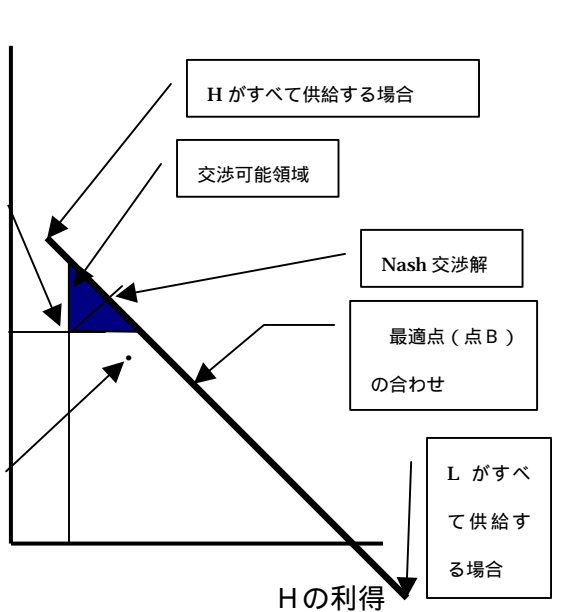 Hがすべて供給する場合
交渉可能領域
Nash 交渉解
最適点（点B）
の合わせ
L がすべ
て供給す
る場合
Hの利得